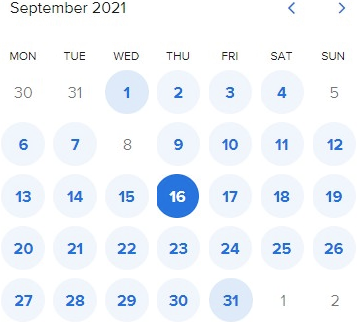 September 2021
MON TUE WED THU FRI SAT SUN
30 31 1 2 3 4 5
6 7 8 9 10 11 12
13 14 15 16 17 18 19
20 21 22 23 24 25 26
27 28 29 30 31 1 2